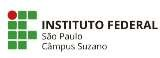 INSTITUTO FEDERAL
São Paulo
Câmpus Suzano